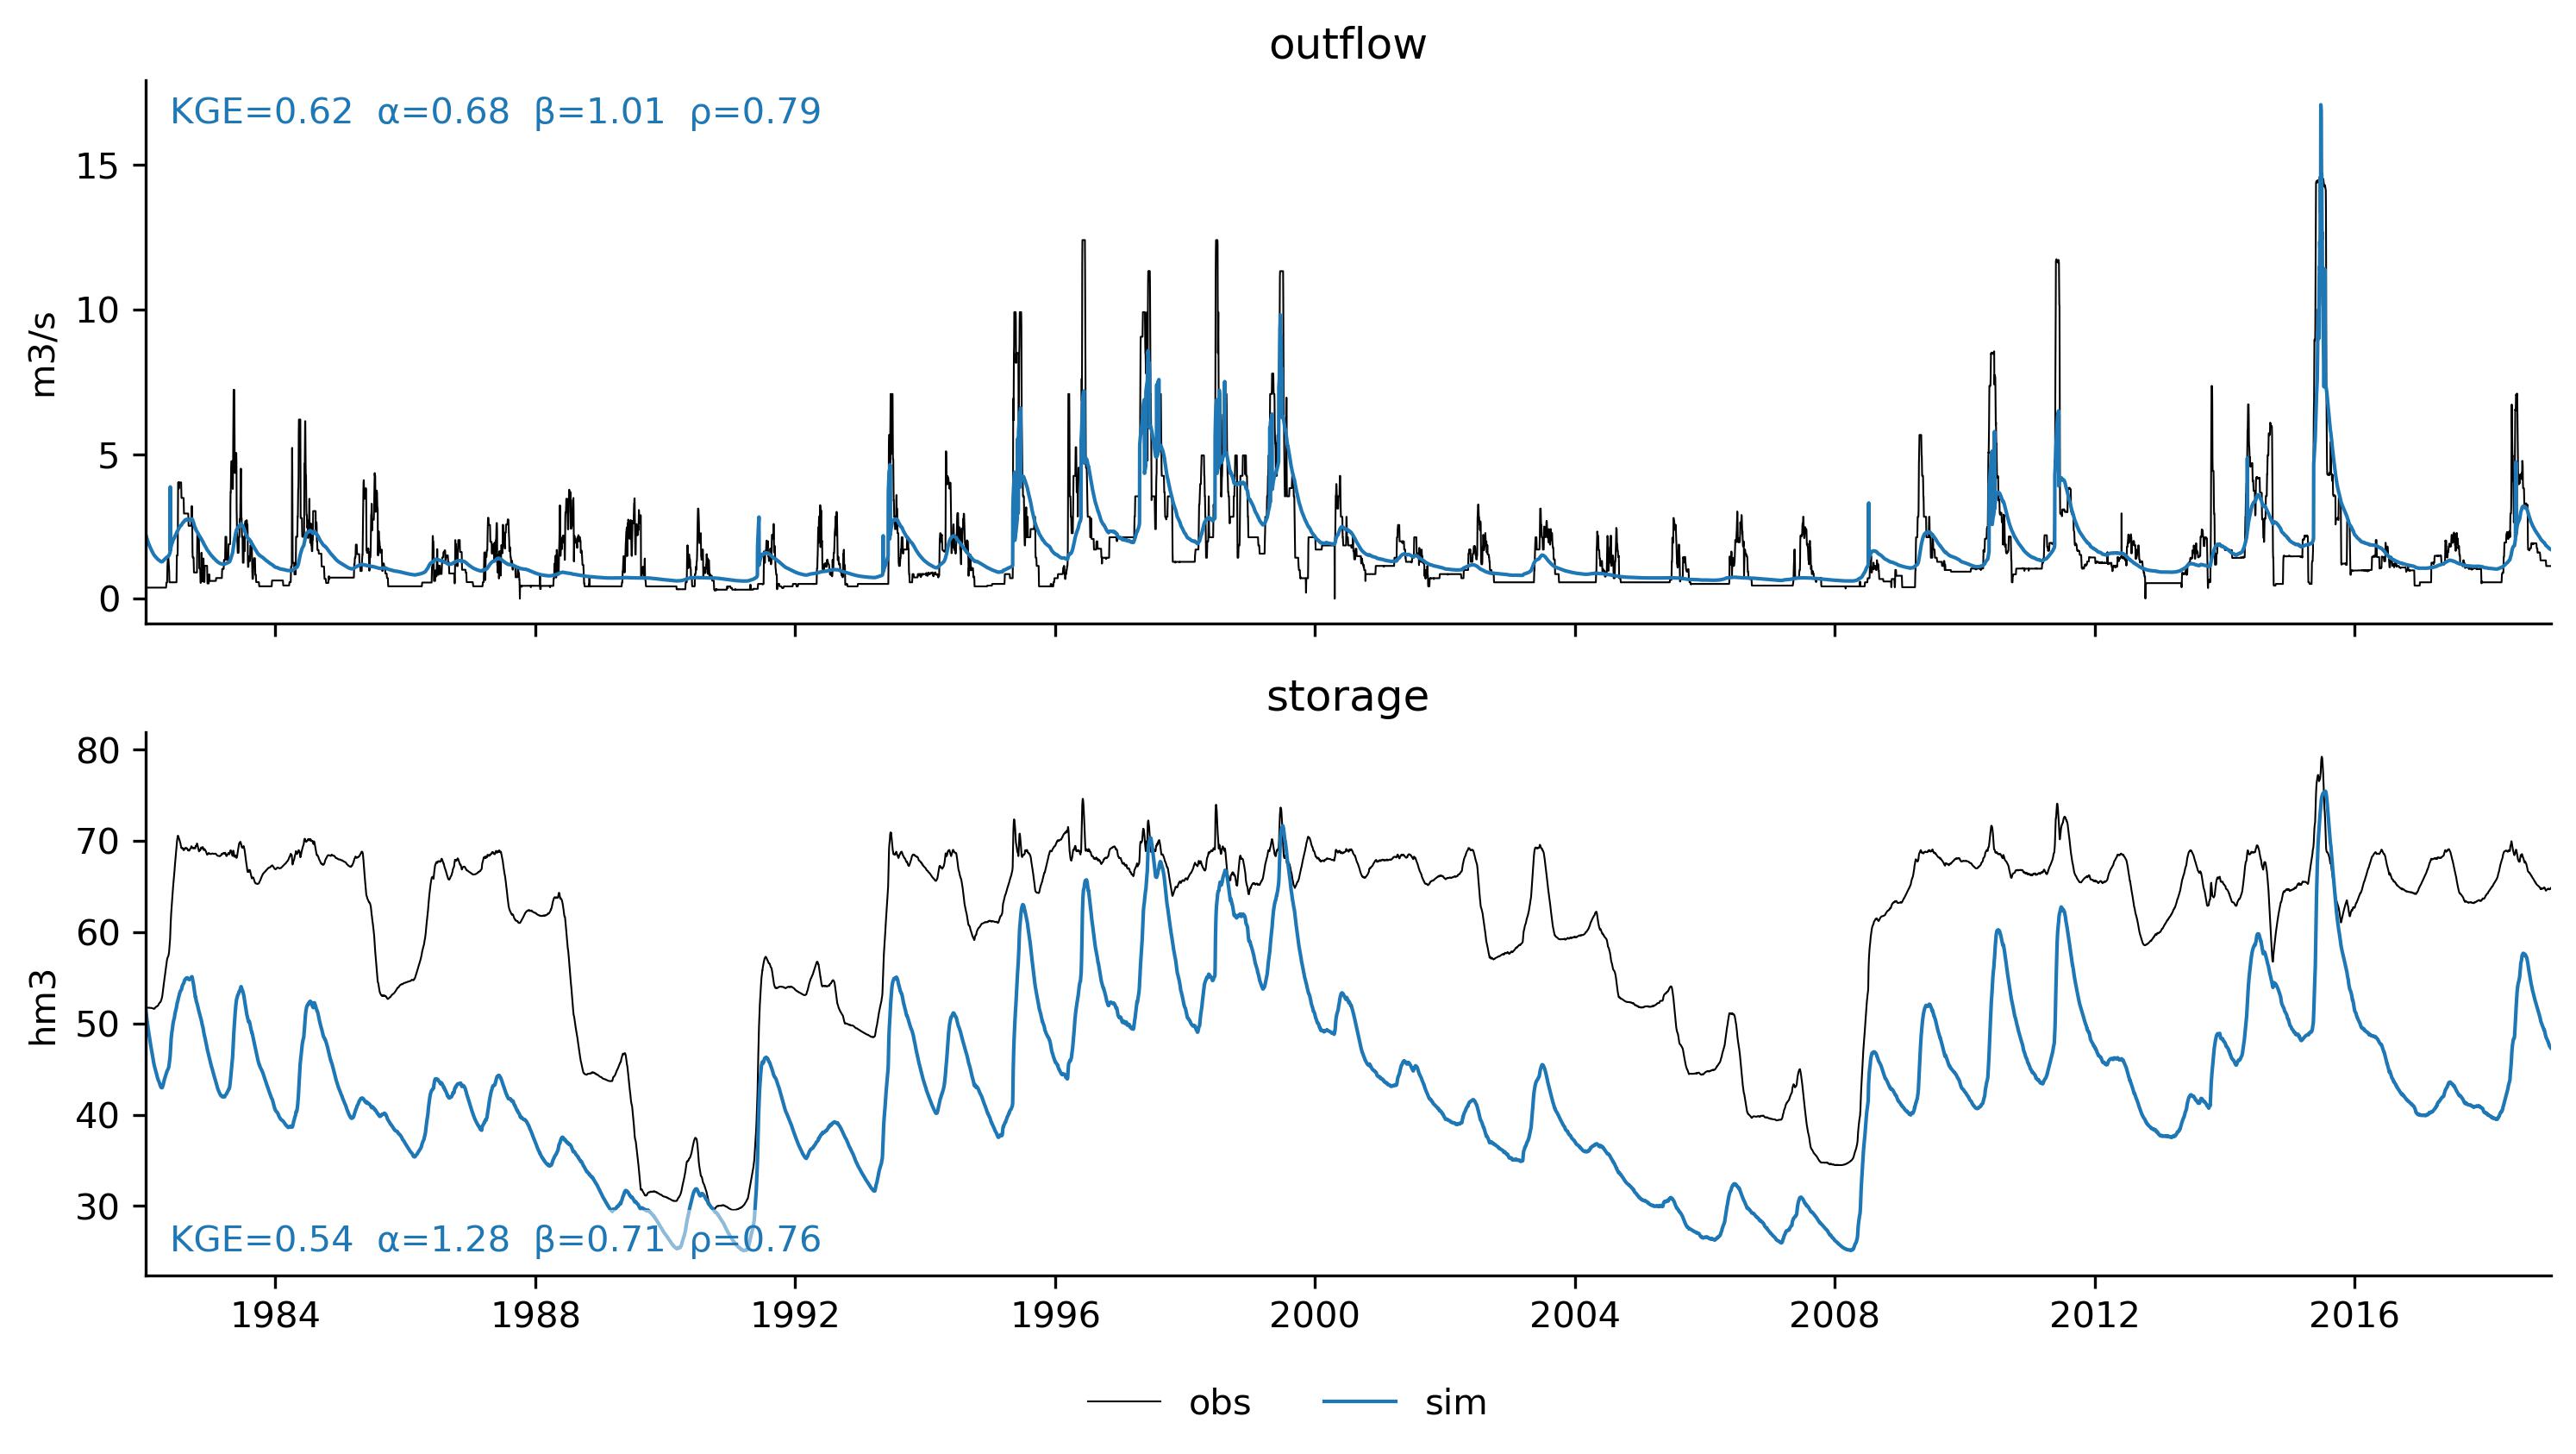 outflow
KGE=0.62 α=0.68 β=1.01 ρ=0.79
m3/s
15
10
5
0
storage
80
70
60
50
40
30
hm3
KGE=0.54 α=1.28 β=0.71 ρ=0.76
1984 1988 1992 1996 2000 2004 2008 2012 2016
obs sim